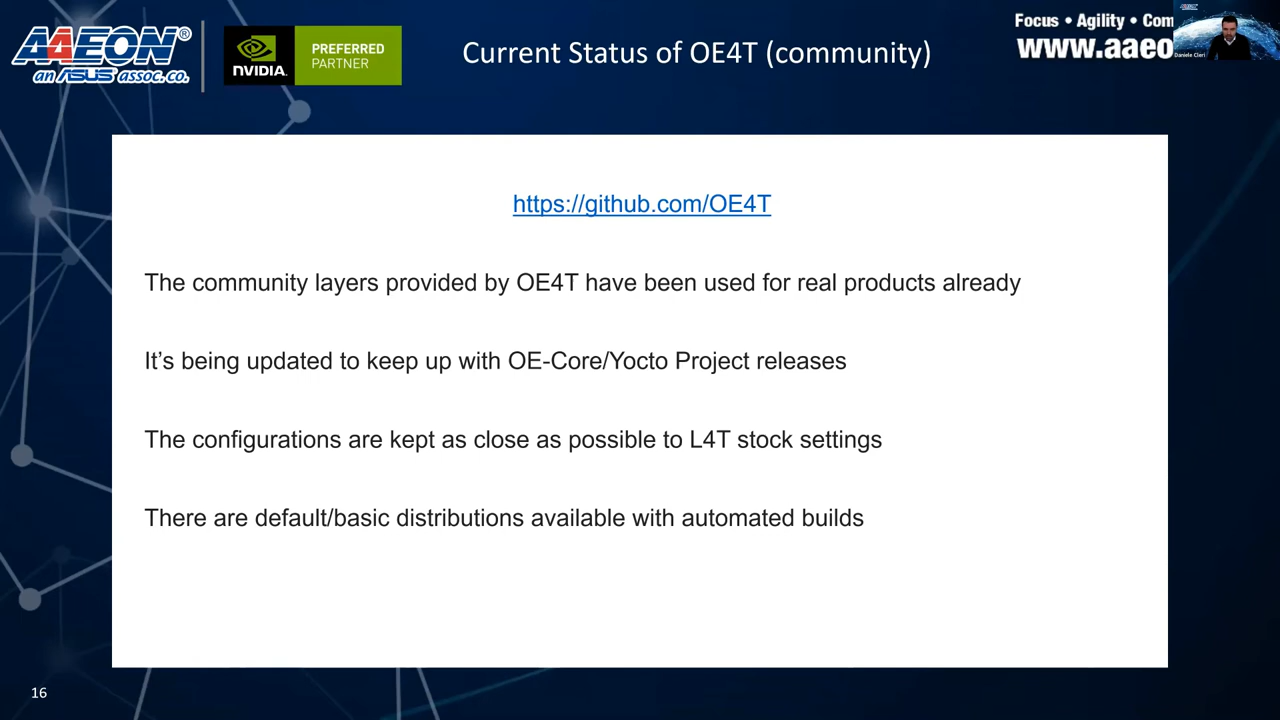 AAEON®
an ASUS assoc. co.
NVIDIA.
PREFERRED
PARTNER
Current Status of OE4T (community)
Focus • Agility • Com
www.aaeo
Daniele Cleri
https://github.com/OE4T
The community layers provided by OE4T have been used for real products already
It’s being updated to keep up with OE-Core/Yocto Project releases
The configurations are kept as close as possible to L4T stock settings
There are default/basic distributions available with automated builds
16